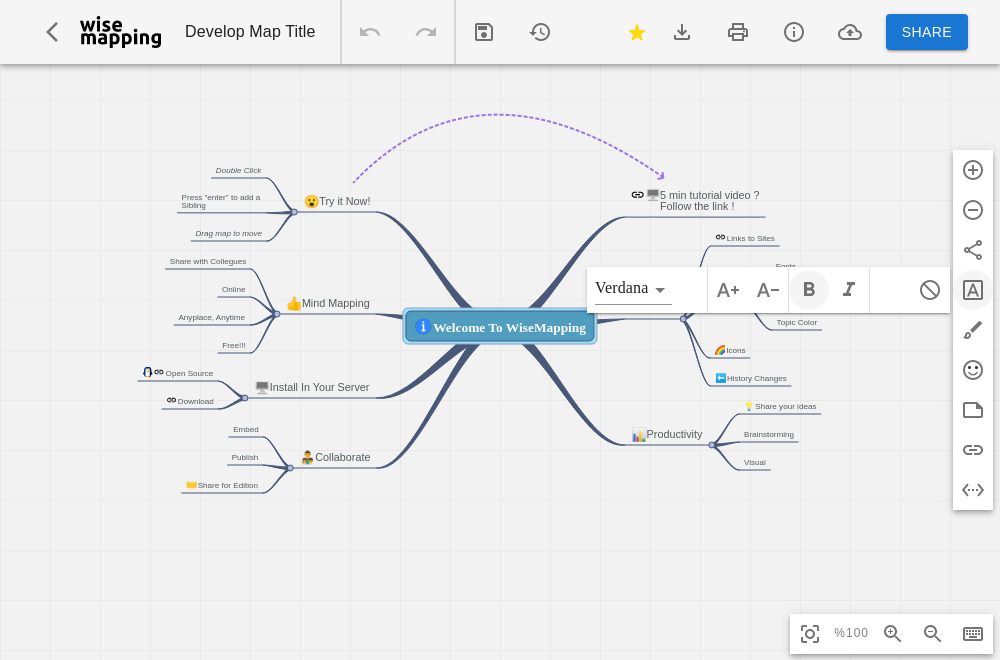 wise
mapping
Develop Map Title
SHARE
Double Click
Press "enter" to add a
Sibling
Drag map to move
😮Try it Now!
Share with Collegues
Online
Anyplace, Anytime
Free!!!
👍Mind Mapping
Open Source
Download
🖥️Install In Your Server
Embed
Publish
Share for Edition
Collaborate
Welcome To WiseMapping
5 min tutorial video ?
Follow the link !
Links to Sites
Fonts
Verdana
A+
A-
B
I
A
Topic Color
🌈Icons
⬅️History Changes
📊Productivity
💡Share your ideas
Brainstorming
Visual
%100